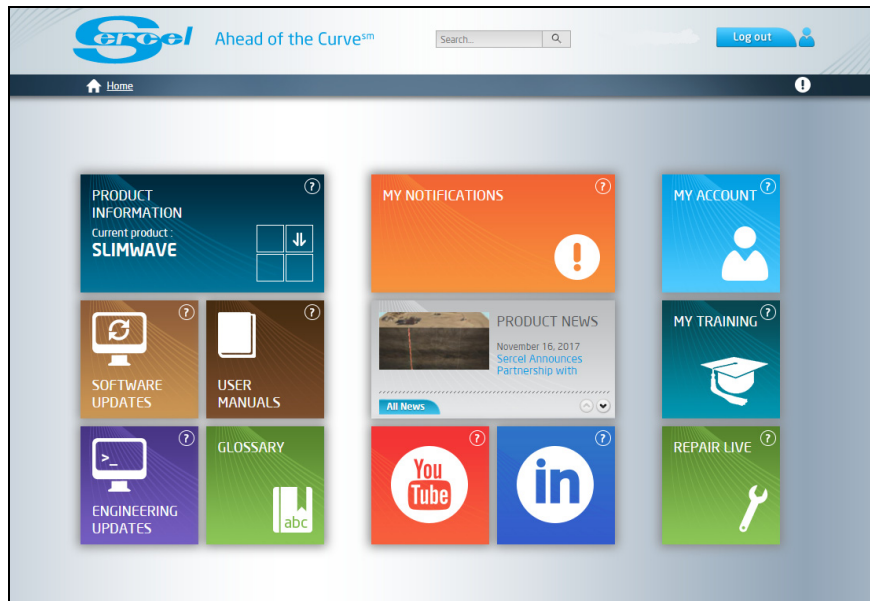 Sercel
Ahead of the Curve℠
Search...
Log out
Home
PRODUCT
INFORMATION
Current product :
SLIMWAVE
MY NOTIFICATIONS
MY ACCOUNT
SOFTWARE
UPDATES
USER
MANUALS
PRODUCT NEWS
November 16, 2017
Sercel Announces
Partnership with
All News
MY TRAINING
>_
ENGINEERING
UPDATES
GLOSSARY
abc
You
Tube
in
REPAIR LIVE